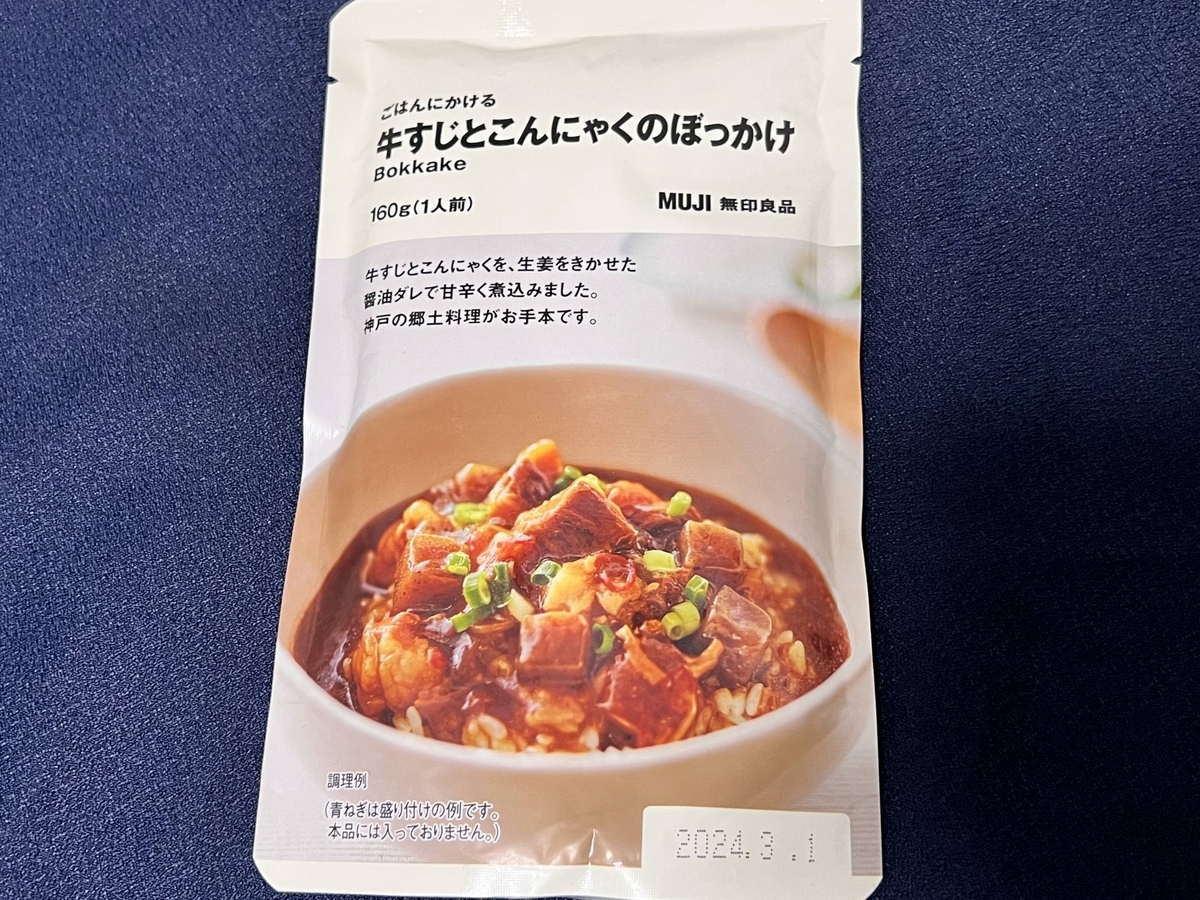 ごはんにかける
牛すじとこんにゃくのぼっかけ
Bokkake
160g(1人前)
MUJI 無印良品
牛すじとこんにゃくを、生姜をきかせた
醤油ダレで甘辛く煮込みました。
神戸の郷土料理がお手本です。
調理例
(青ねぎは盛り付けの例です。
本品には入っておりません。)
2024. 3 . 1